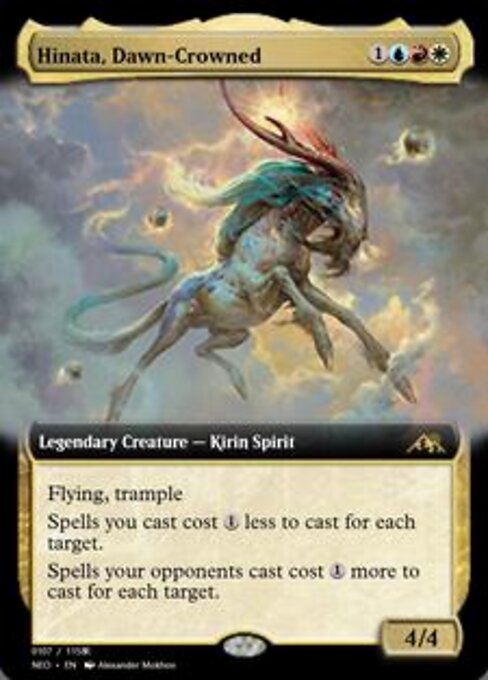 Hinata, Dawn-Crowned 1
Legendary Creature — Kirin Spirit
Flying, trample
Spells you cast cost 1 less to cast for each
target.
Spells your opponents cast cost 1 more to
cast for each target.
4/4
NEO • EN Alexander Mokhov